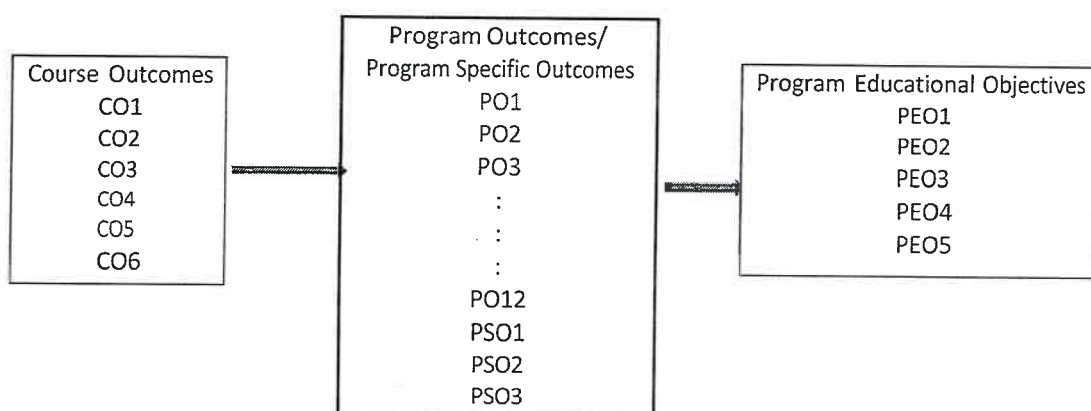 Course Outcomes
CO1
CO2
CO3
CO4
CO5
CO6
Program Outcomes/
Program Specific Outcomes
PO1
PO2
PO3
:
:
:
PO12
PSO1
PSO2
PSO3
Program Educational Objectives
PEO1
PEO2
PEO3
PEO4
PEO5